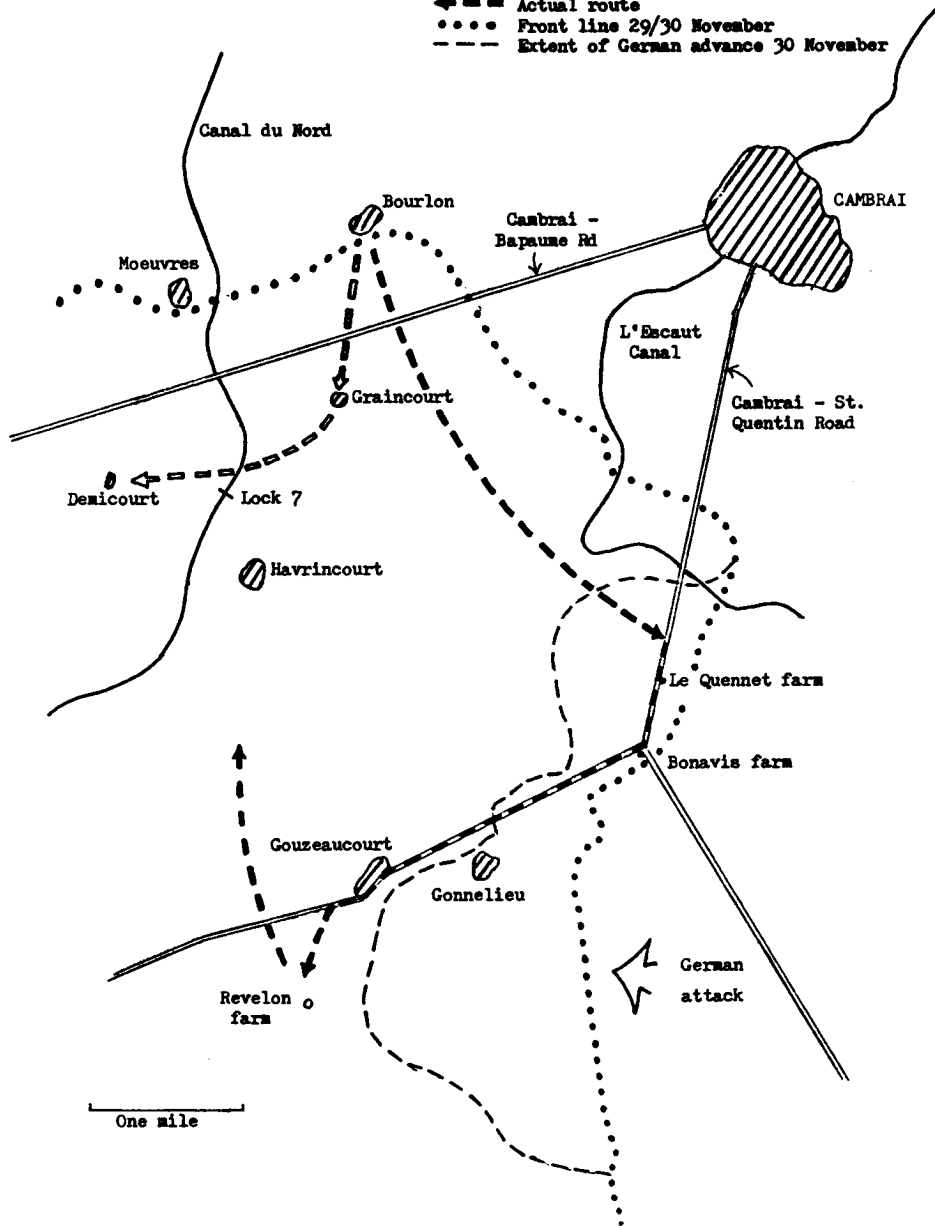 Actual route
Front line 29/30 November
Extent of German advance 30 November
Canal du Nord
Bourlon
CAMBRAI
Cambrai -
Bapaume Rd
Moeuvres
L'Escaut
Canal
Graincourt
Cambrai - St.
Quentin Road
Demicourt
Lock 7
Havrincourt
Le Quennet farm
Bonavis farm
Gouzeaucourt
Gonnelieu
German
attack
Revelon
farm
One mile